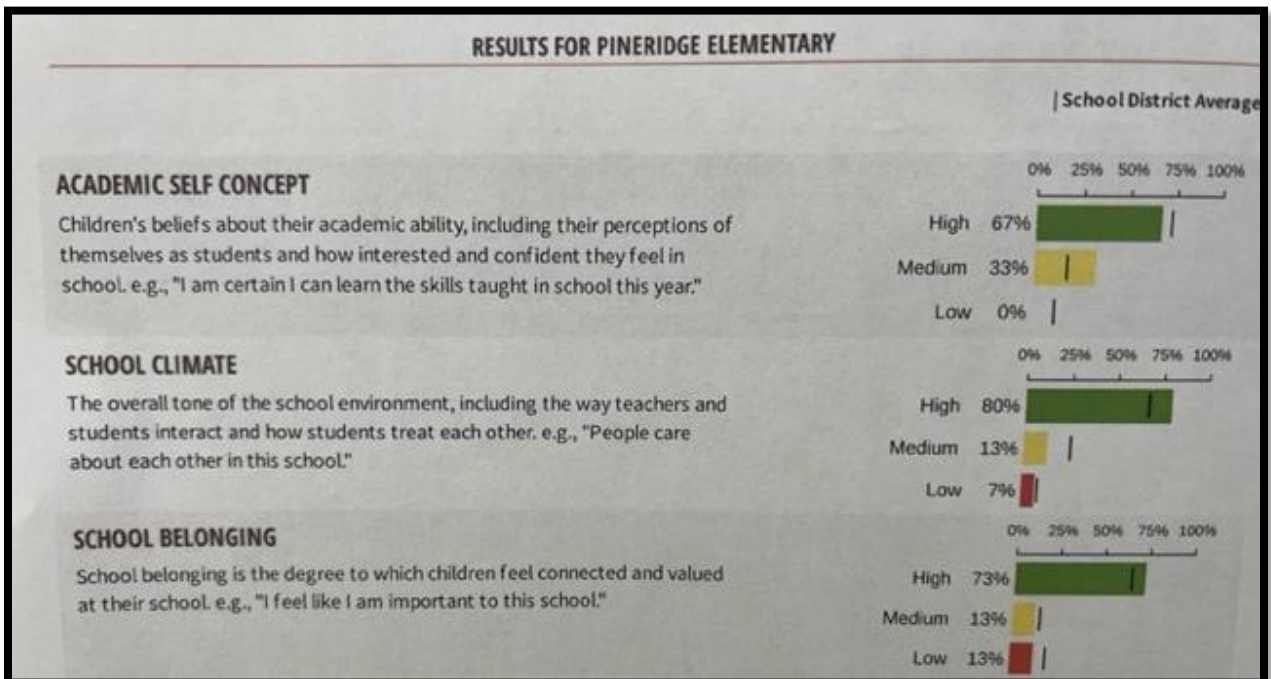 RESULTS FOR PINERIDGE ELEMENTARY
| School District Average
ACADEMIC SELF CONCEPT
Children's beliefs about their academic ability, including their perceptions of
themselves as students and how interested and confident they feel in
school. e.g., "I am certain I can learn the skills taught in school this year."
0% 25% 50% 75% 100%
High 67%
Medium 33%
Low 0%
SCHOOL CLIMATE
The overall tone of the school environment, including the way teachers and
students interact and how students treat each other. e.g., "People care
about each other in this school."
0% 25% 50% 75% 100%
High 80%
Medium 13%
Low 7%
SCHOOL BELONGING
School belonging is the degree to which children feel connected and valued
at their school. e.g., "I feel like I am important to this school."
0% 25% 50% 75% 100%
High 73%
Medium 13%
Low 13%